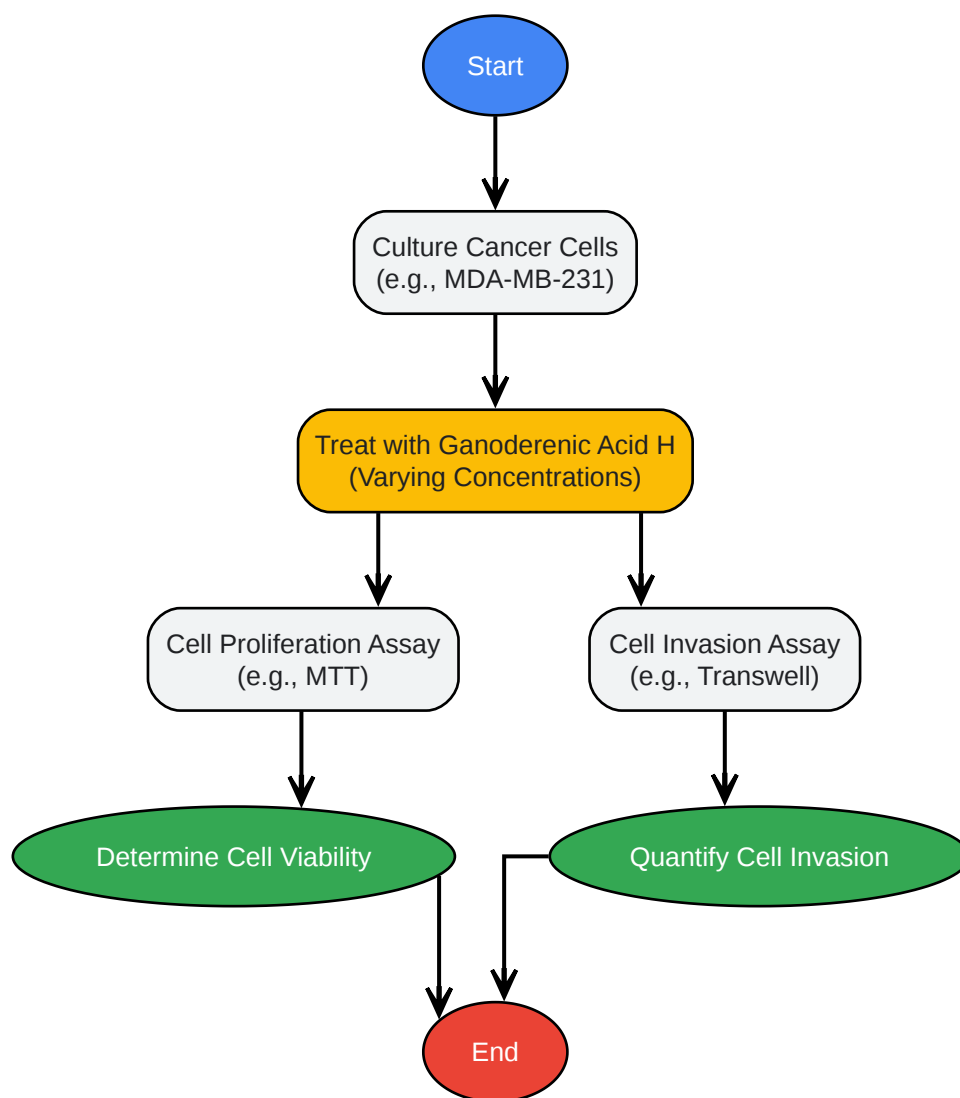 Start
Culture Cancer Cells
(e.g., MDA-MB-231)
Treat with Ganoderenic Acid H
(Varying Concentrations)
Cell Proliferation Assay
(e.g., MTT)
Cell Invasion Assay
(e.g., Transwell)
Determine Cell Viability
Quantify Cell Invasion
End